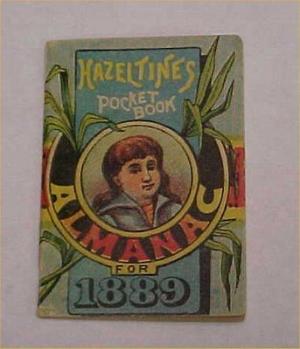 HAZELTINE'S
POCKET
BOOK
ALMANAC
FOR
1889